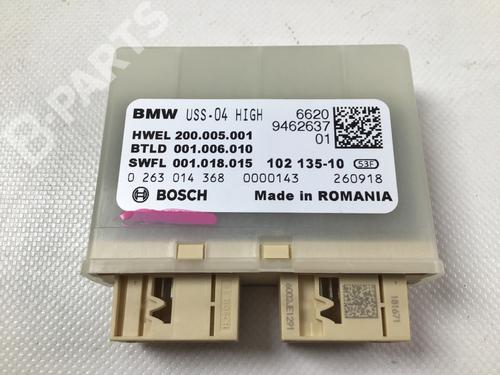 B-PARTS
BMW USS-04 HIGH 6620
9462637
01
HWEL 200.005.001
BTLD 001.006.010
SWFL 001.018.015 102 135-10 53F
0 263 014 368 0000143 260918
BOSCH Made in ROMANIA
181671